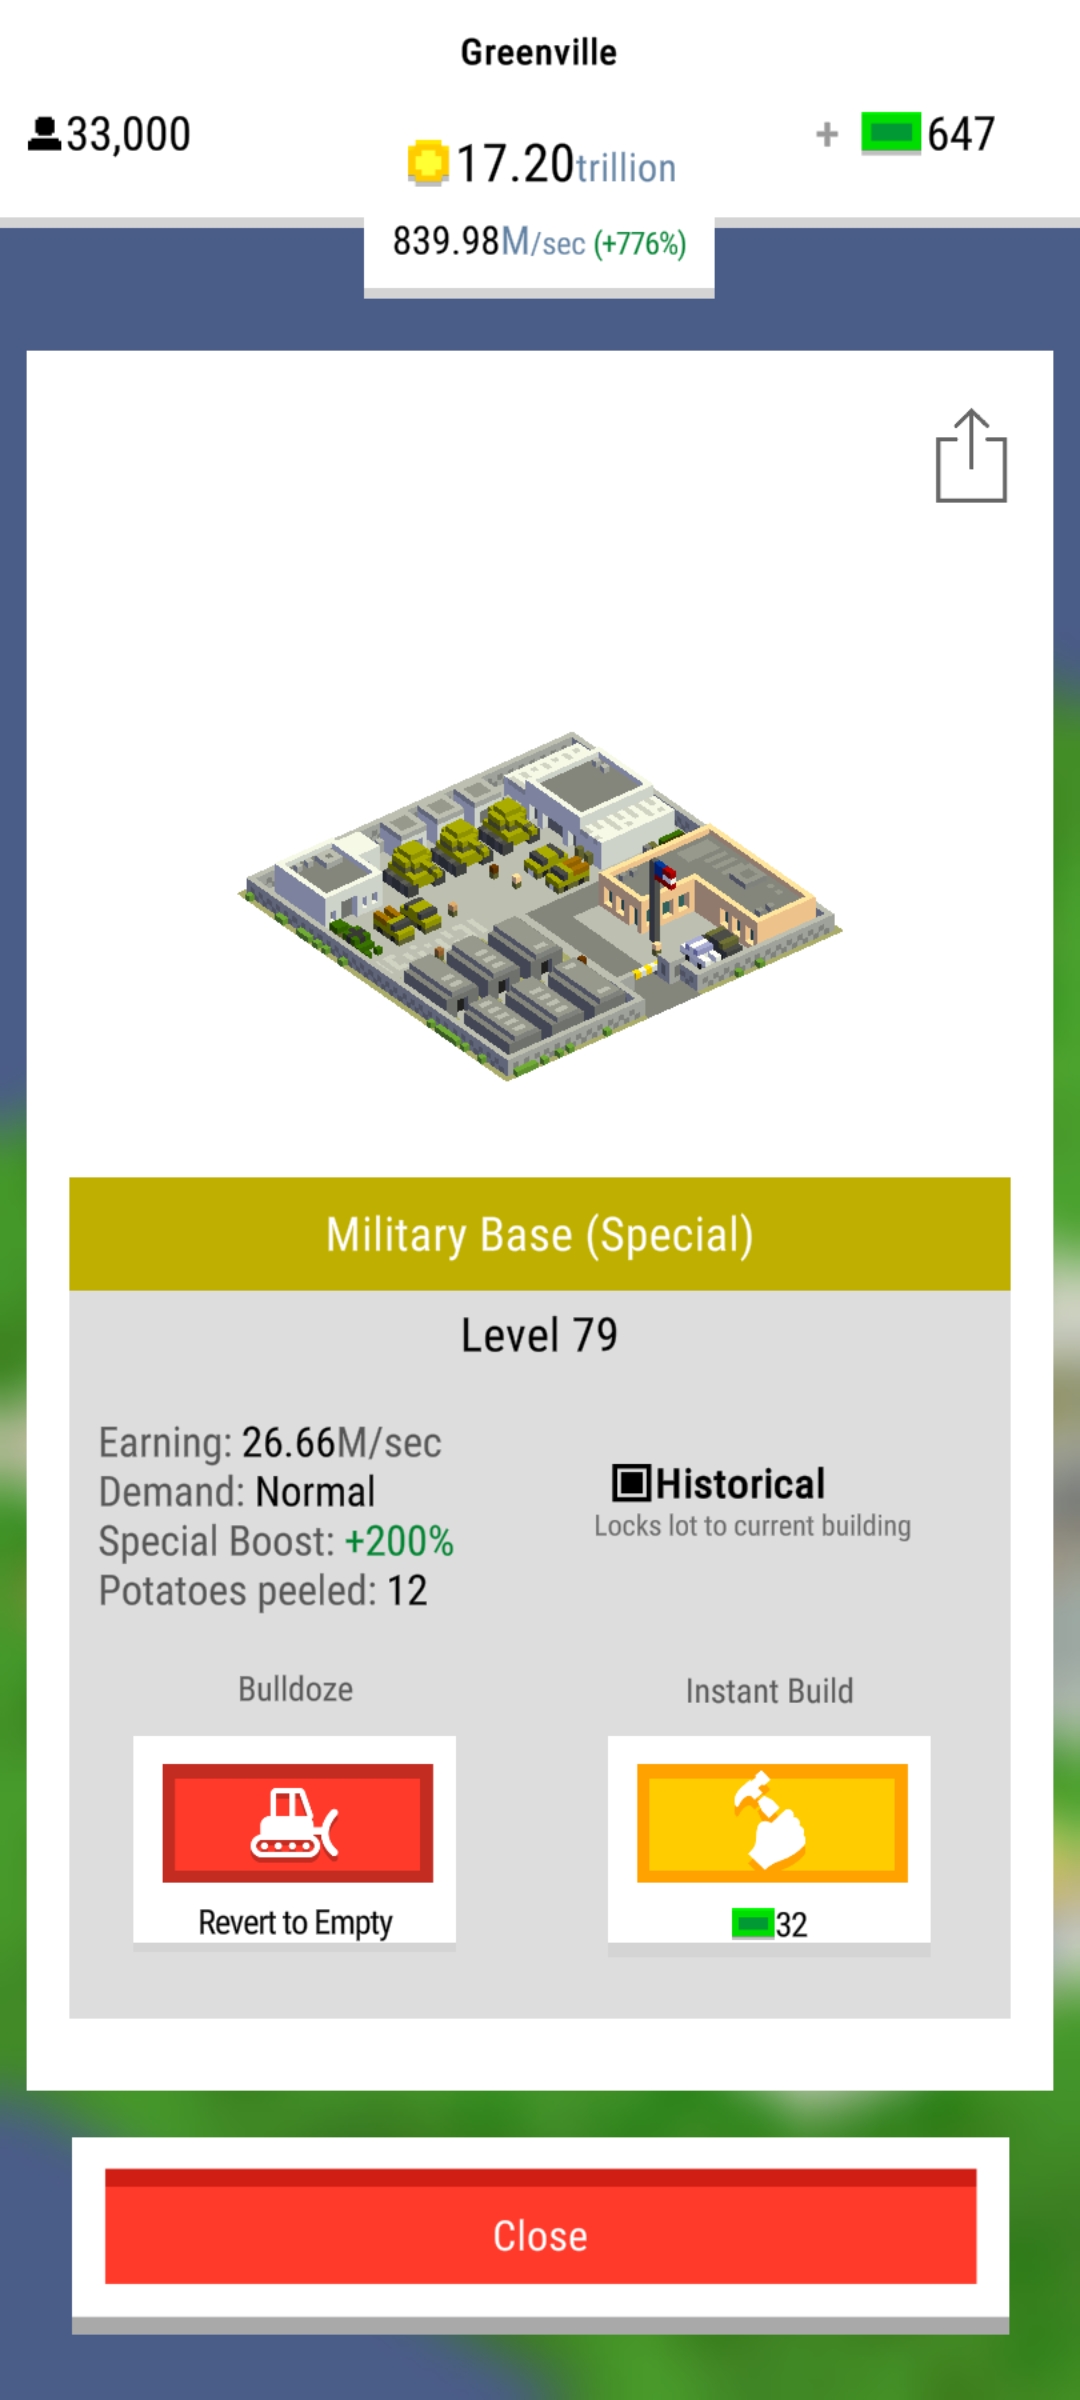 Greenville
33,000
17.20trillion
+ 647
839.98M/sec (+776%)
Military Base (Special)
Level 79
Earning: 26.66M/sec
Demand: Normal
Special Boost: +200%
Potatoes peeled: 12
Historical
Locks lot to current building
Bulldoze
Revert to Empty
Instant Build
32
Close